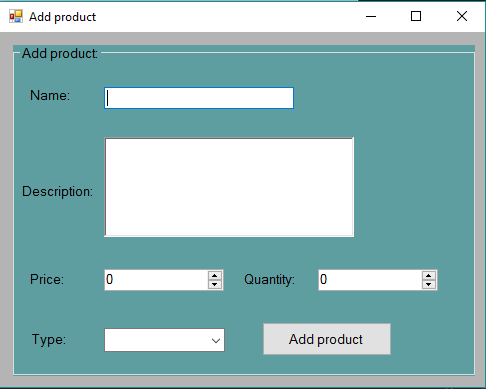 Add product
Add product:
Name:
Description:
Price: 0 Quantity: 0
Type: Add product